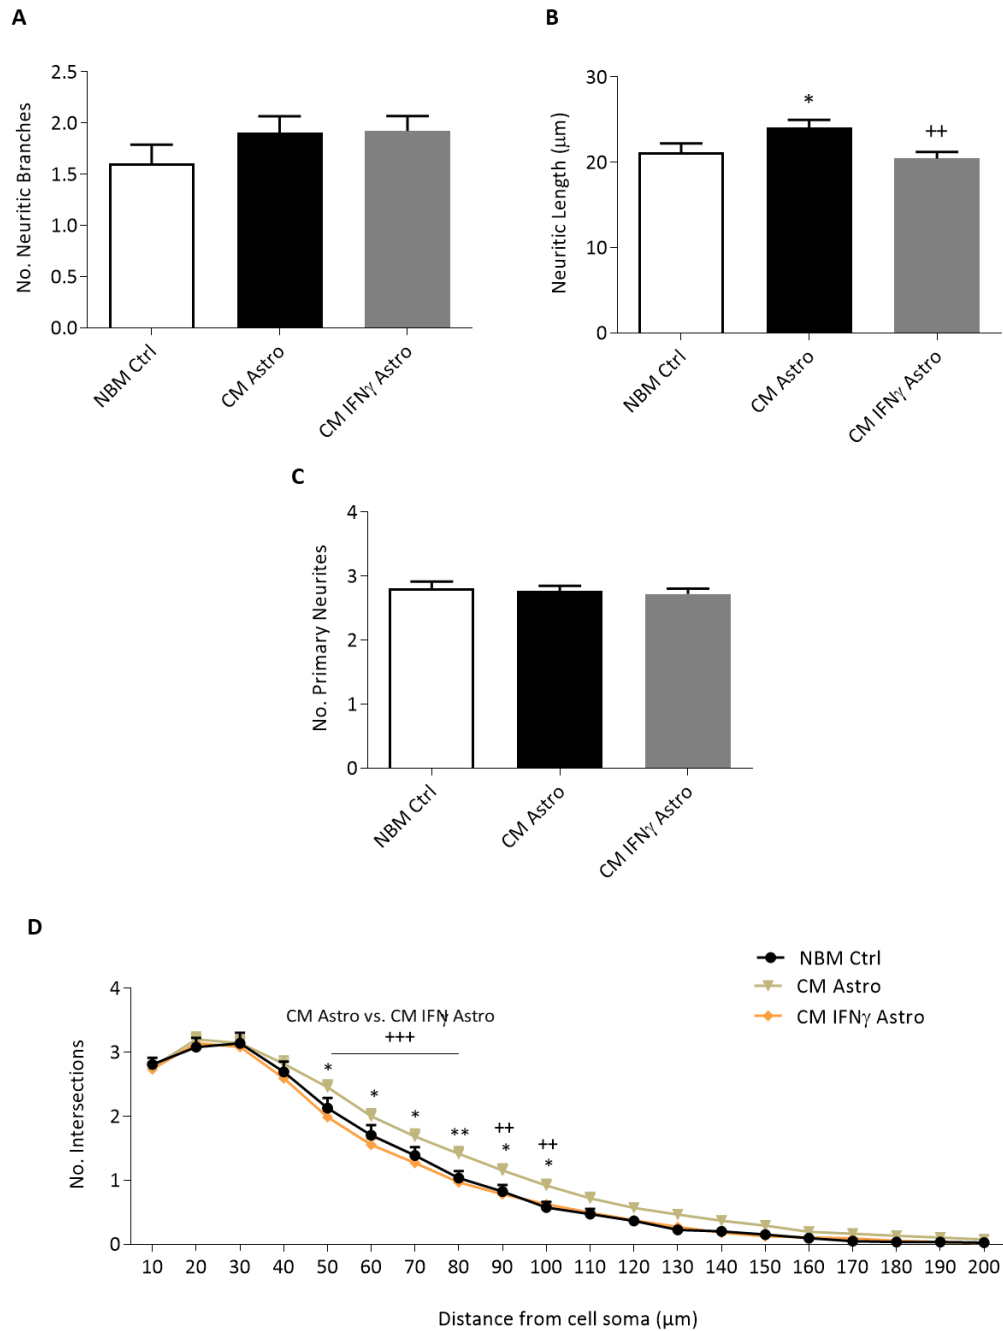 A
No. Neuritic Branches
2.5
2.0
1.5
1.0
0.5
0.0
NBM Ctrl
CM Astro
CM IFNγ Astro
B
Neuritic Length (μm)
30
20
10
0
*
++
NBM Ctrl
CM Astro
CM IFNγ Astro
C
No. Primary Neurites
4
3
2
1
0
NBM Ctrl
CM Astro
CM IFNγ Astro
D
NBM Ctrl
CM Astro
CM IFNγ Astro
No. Intersections
4
3
2
1
0
CM Astro vs. CM IFNγ Astro
+++
*
*
*
**
++
*
++
*
10 20 30 40 50 60 70 80 90 100 110 120 130 140 150 160 170 180 190 200
Distance from cell soma (μm)